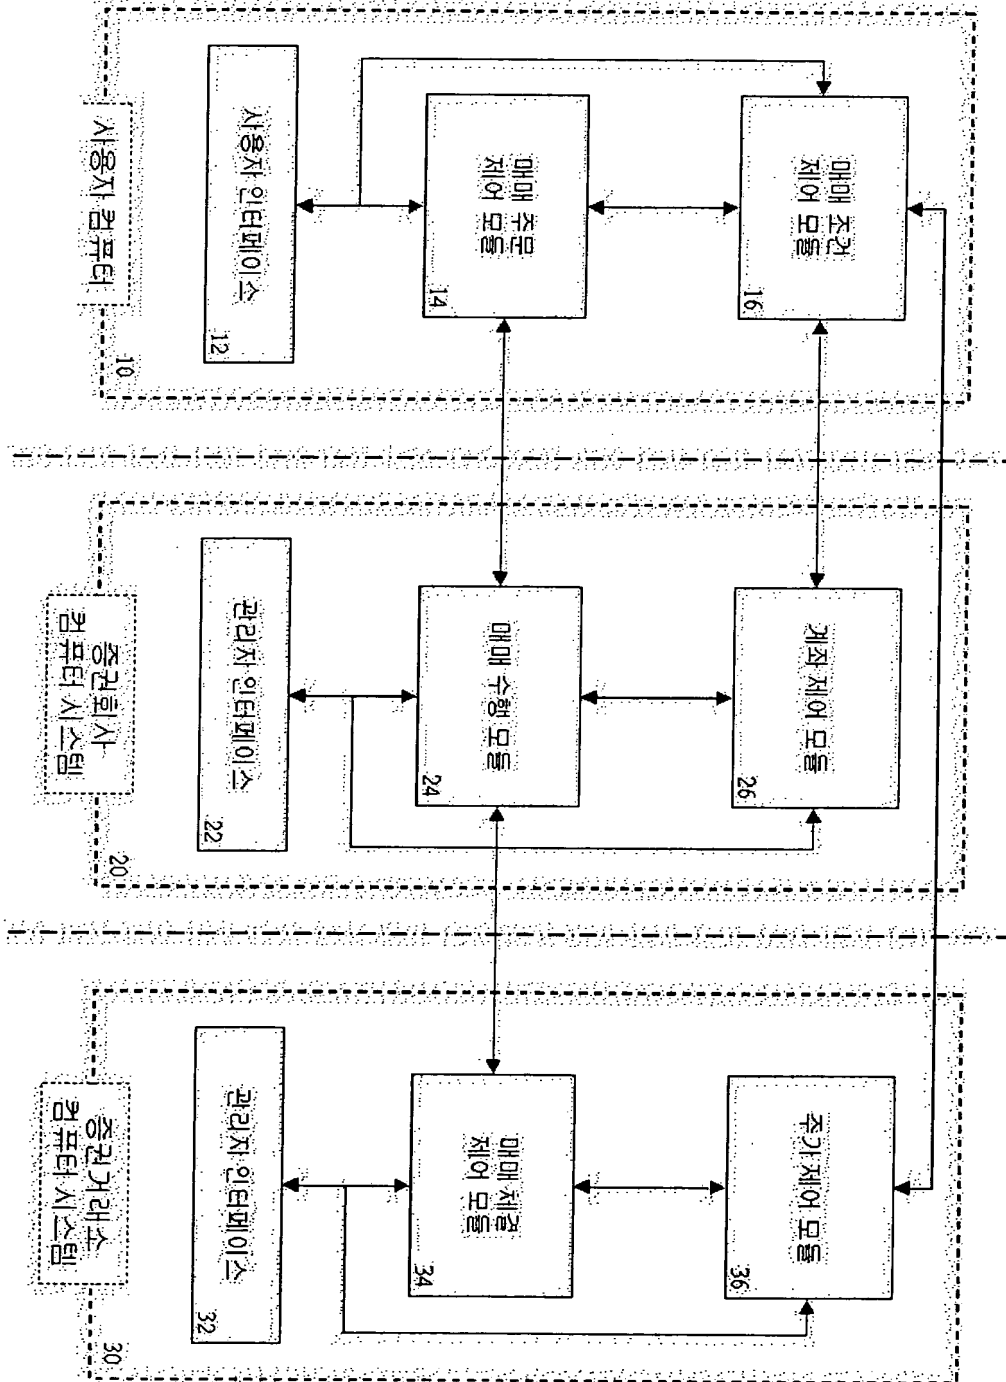 사용자 컴퓨터
10
사용자 인터페이스
12
매매 주문
제어 모듈
14
매매 조건
제어 모듈
16
증권회사
컴퓨터 시스템
20
관리자 인터페이스
22
매매 수행 모듈
24
계좌 제어 모듈
26
증권거래소
컴퓨터 시스템
30
관리자 인터페이스
32
매매 체결
제어 모듈
34
주가 제어 모듈
36